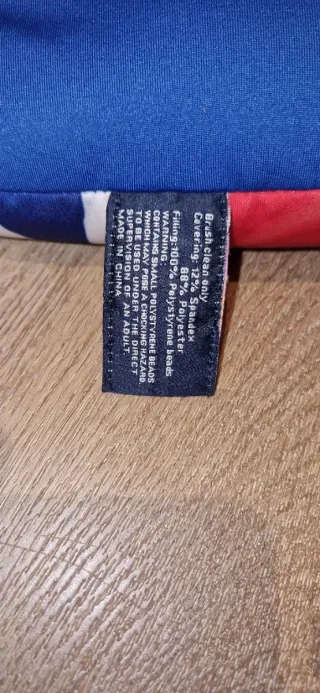 Brush clean only
Covering: 12% Spandex
88% Polyester
Filling:100% Polystyrene beads
WARNING:
CONTAINS SMALL POLYSTYRENE BEADS
WHICH MAY POSE A CHOCKING HAZARD
TO BE USED UNDER THE DIRECT
SUPERVISION OF AN ADULT.
MADE IN CHINA